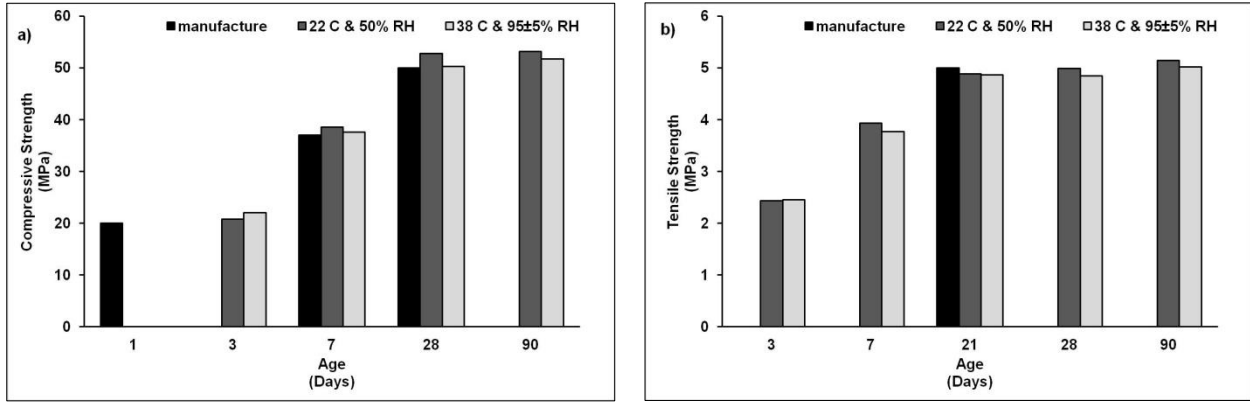 a)
manufacture 22 C & 50% RH 38 C & 95±5% RH
60
50
40
30
20
10
0
Compressive Strength
(MPa)
1 3 7 28 90
Age
(Days)
b)
manufacture 22 C & 50% RH 38 C & 95±5% RH
6
5
4
3
2
1
0
Tensile Strength
(MPa)
3 7 21 28 90
Age
(Days)